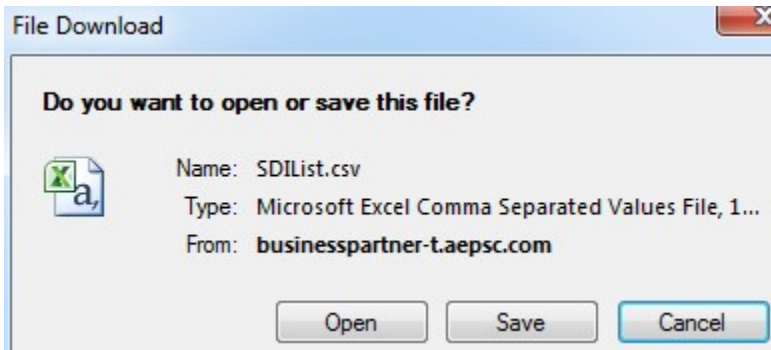 File Download
Do you want to open or save this file?
Name: SDIList.csv
Type: Microsoft Excel Comma Separated Values File, 1...
From: businesspartner-t.aepsc.com
Open Save Cancel